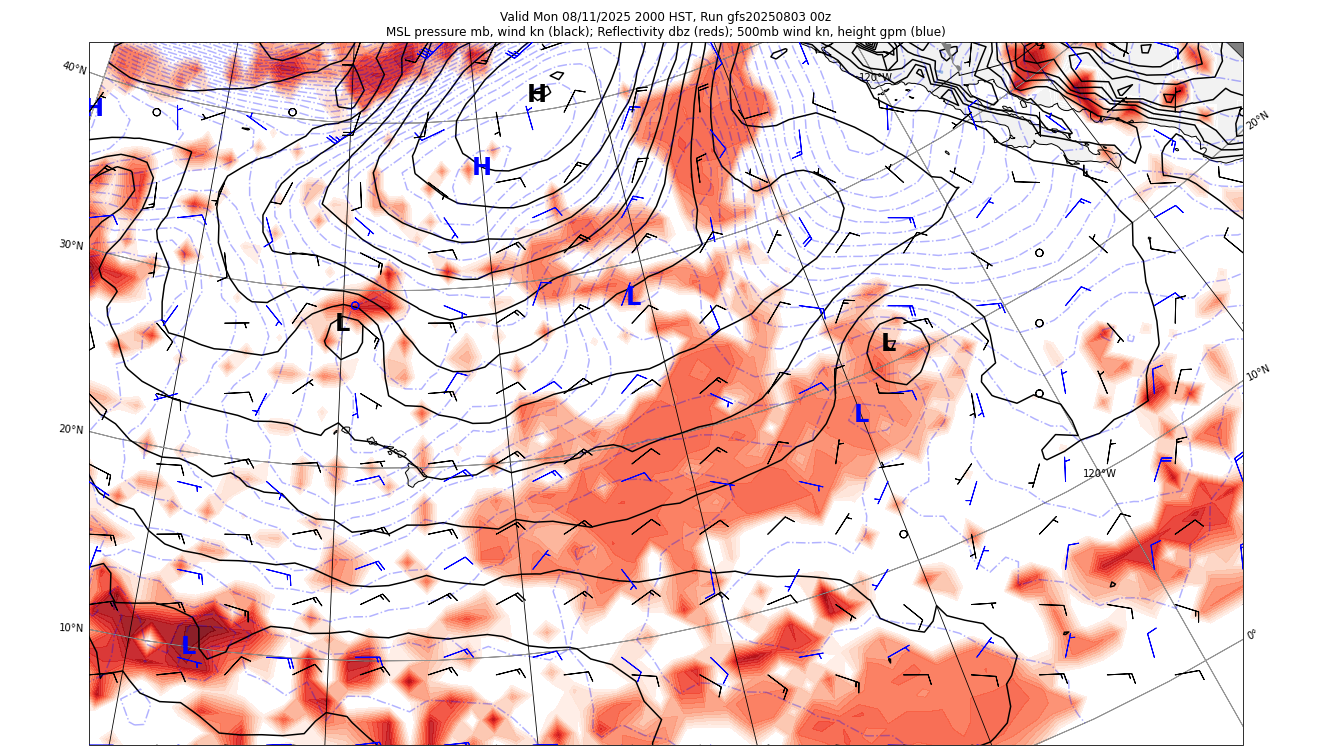 Valid Mon 08/11/2025 2000 HST, Run gfs20250803 00z
MSL pressure mb, wind kn (black); Reflectivity dbz (reds); 500mb wind kn, height gpm (blue)
40°N
120°W
20°N
H
H
H
30°N
L
L
L
L
10°N
20°N
120°W
10°N
L
0°